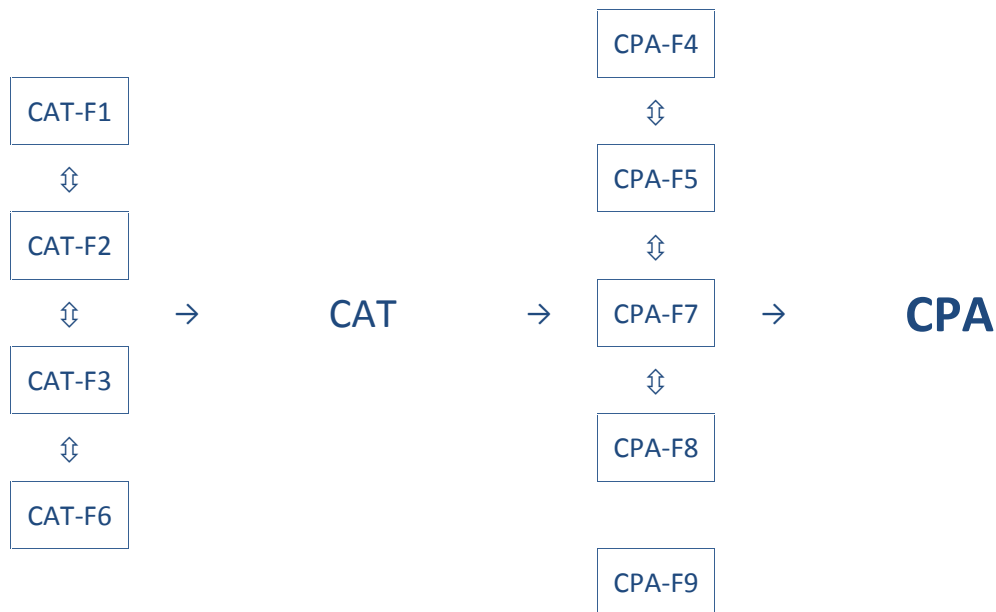 CAT-F1
⇳
CAT-F2
⇳
CAT-F3
⇳
CAT-F6
→
CAT
→
CPA-F4
⇳
CPA-F5
⇳
CPA-F7
⇳
CPA-F8
CPA-F9
→
CPA